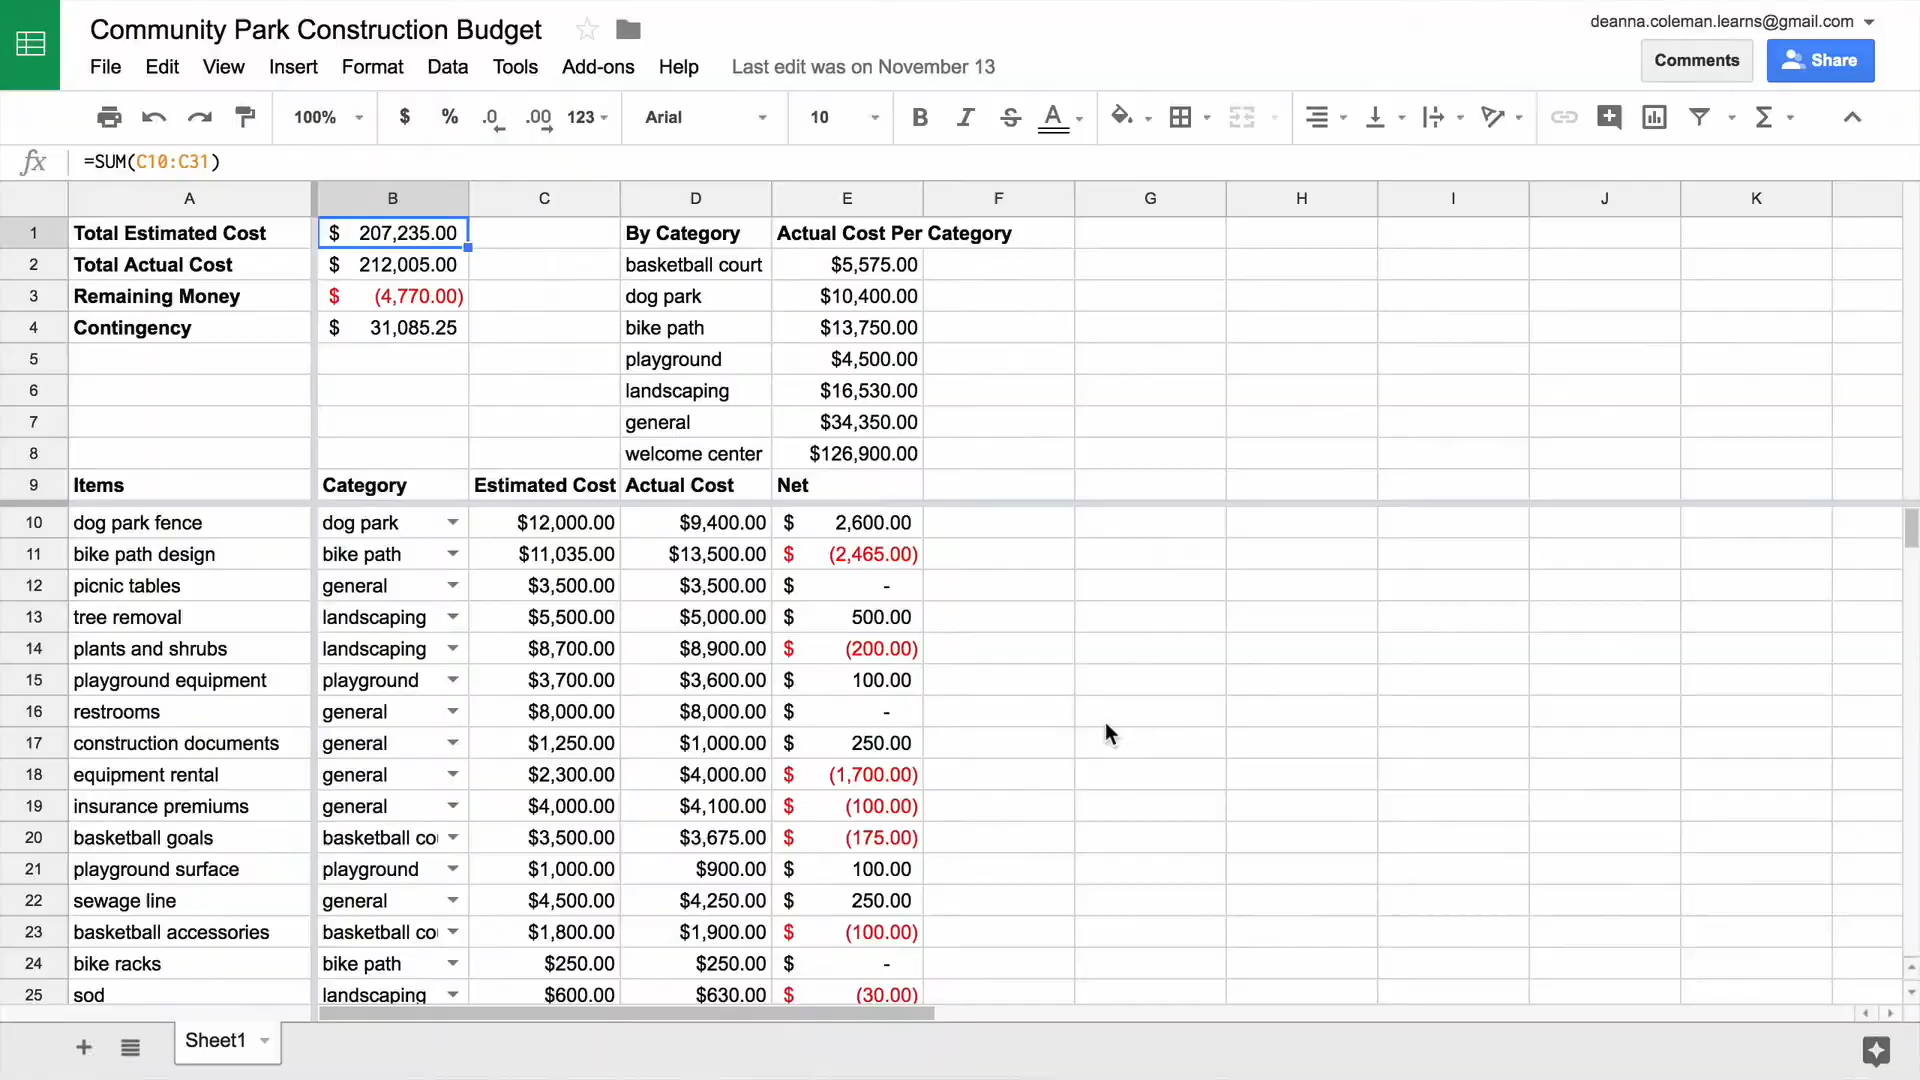 Community Park Construction Budget
deanna.coleman.learns@gmail.com
File Edit View Insert Format Data Tools Add-ons Help Last edit was on November 13
Comments Share
100% $ % .0 .00 123 Arial 10 B I S A Σ
fx =SUM(C10:C31)
A B C D E F G H I J K
1 Total Estimated Cost $ 207,235.00 By Category Actual Cost Per Category
2 Total Actual Cost $ 212,005.00 basketball court $5,575.00
3 Remaining Money $ (4,770.00) dog park $10,400.00
4 Contingency $ 31,085.25 bike path $13,750.00
5 playground $4,500.00
6 landscaping $16,530.00
7 general $34,350.00
8 welcome center $126,900.00
9 Items Category Estimated Cost Actual Cost Net
10 dog park fence dog park $12,000.00 $9,400.00 $ 2,600.00
11 bike path design bike path $11,035.00 $13,500.00 $ (2,465.00)
12 picnic tables general $3,500.00 $3,500.00 $ -
13 tree removal landscaping $5,500.00 $5,000.00 $ 500.00
14 plants and shrubs landscaping $8,700.00 $8,900.00 $ (200.00)
15 playground equipment playground $3,700.00 $3,600.00 $ 100.00
16 restrooms general $8,000.00 $8,000.00 $ -
17 construction documents general $1,250.00 $1,000.00 $ 250.00
18 equipment rental general $2,300.00 $4,000.00 $ (1,700.00)
19 insurance premiums general $4,000.00 $4,100.00 $ (100.00)
20 basketball goals basketball co $3,500.00 $3,675.00 $ (175.00)
21 playground surface playground $1,000.00 $900.00 $ 100.00
22 sewage line general $4,500.00 $4,250.00 $ 250.00
23 basketball accessories basketball co $1,800.00 $1,900.00 $ (100.00)
24 bike racks bike path $250.00 $250.00 $ -
25 sod landscaping $600.00 $630.00 $ (30.00)
Sheet1